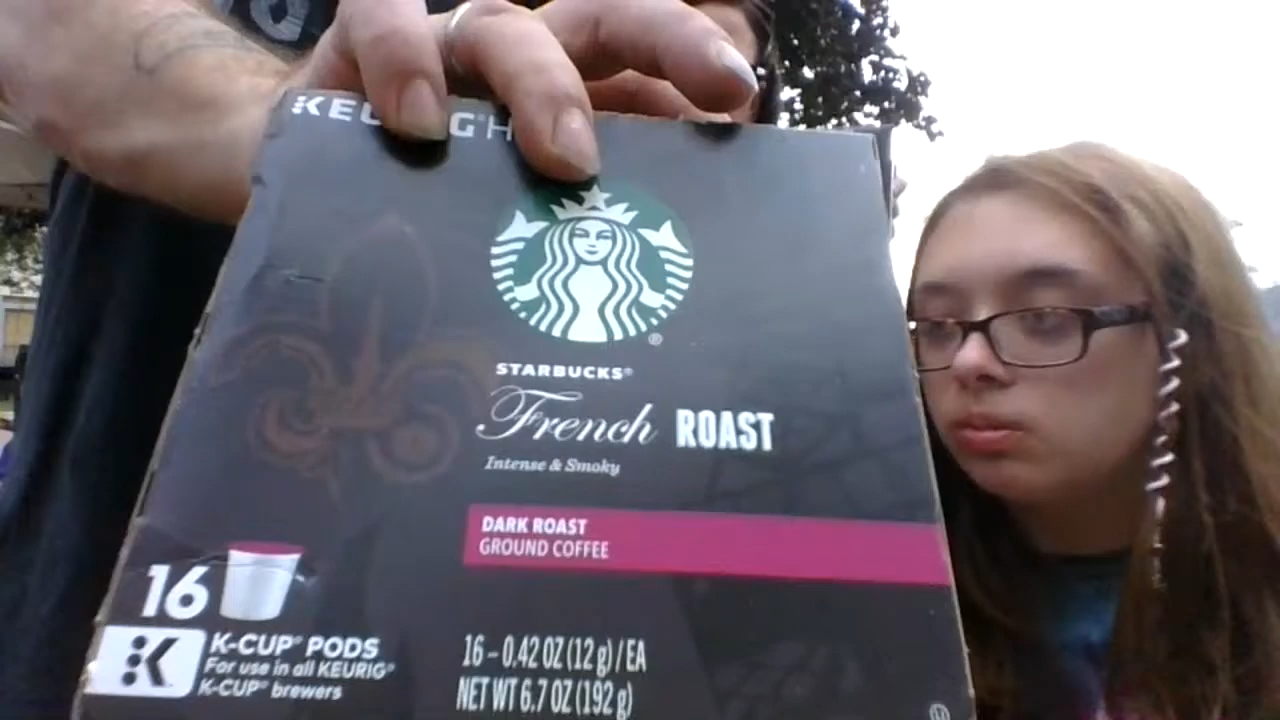 STARBUCKS®
French ROAST
Intense & Smoky
DARK ROAST
GROUND COFFEE
16
K-CUP® PODS
For use in all KEURIG®
K-CUP® brewers
16 – 0.42 OZ (12 g) / EA
NET WT 6.7 OZ (192 g)